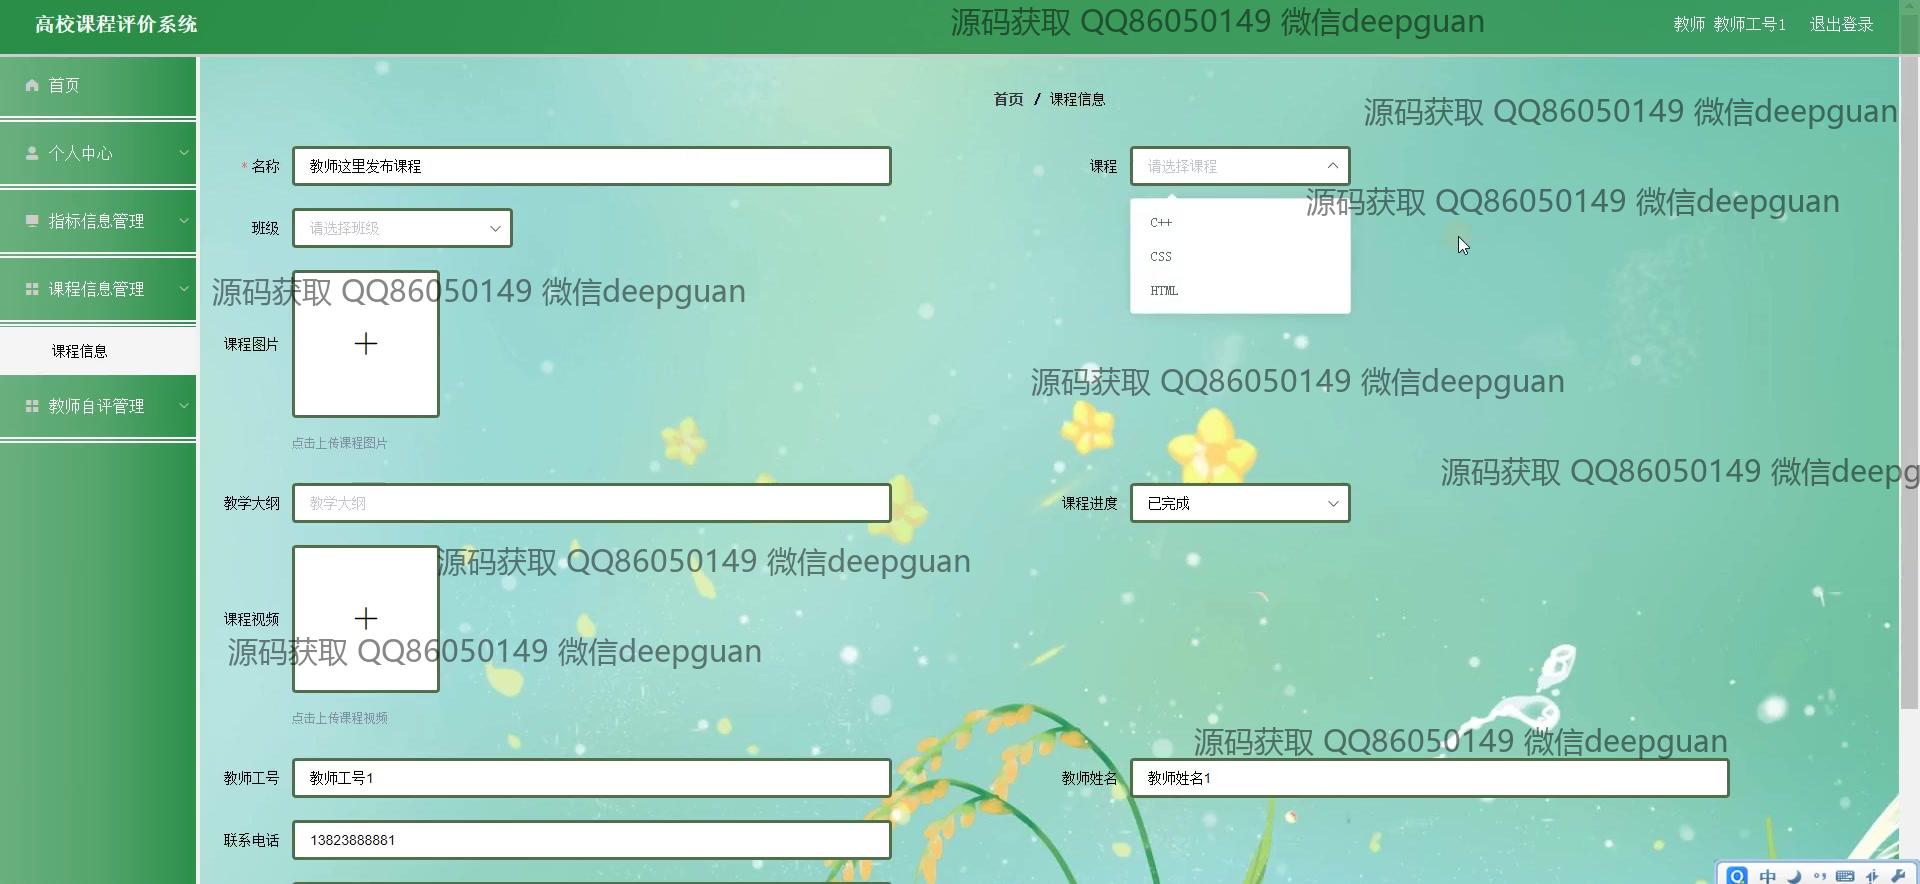 高校课程评价系统
源码获取 QQ86050149 微信deepguan
教师 教师工号1 退出登录
首页
首页 / 课程信息
源码获取 QQ86050149 微信deepguan
个人中心
* 名称 教师这里发布课程
课程 请选择课程
源码获取 QQ86050149 微信deepguan
指标信息管理
班级 请选择班级
C++
CSS
HTML
课程信息管理
源码获取 QQ86050149 微信deepguan
课程图片
课程信息
源码获取 QQ86050149 微信deepguan
教师自评管理
点击上传课程图片
源码获取 QQ86050149 微信deepg
教学大纲 教学大纲
课程进度 已完成
源码获取 QQ86050149 微信deepguan
课程视频
源码获取 QQ86050149 微信deepguan
点击上传课程视频
源码获取 QQ86050149 微信deepguan
教师工号 教师工号1
教师姓名 教师姓名1
联系电话 13823888881
中